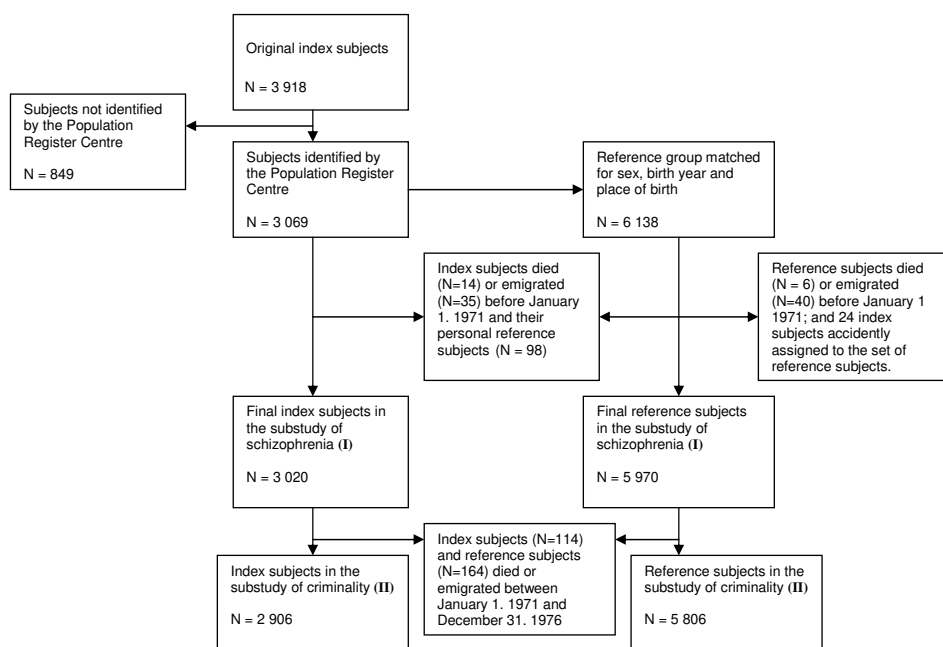 Original index subjects
N = 3 918
Subjects not identified
by the Population
Register Centre
N = 849
Subjects identified by
the Population Register
Centre
N = 3 069
Reference group matched
for sex, birth year and
place of birth
N = 6 138
Index subjects died
(N=14) or emigrated
(N=35) before January
1. 1971 and their
personal reference
subjects (N = 98)
Reference subjects died
(N = 6) or emigrated
(N=40) before January 1
1971; and 24 index
subjects accidently
assigned to the set of
reference subjects.
Final index subjects in
the substudy of
schizophrenia (I)
N = 3 020
Final reference subjects
in the substudy of
schizophrenia (I)
N = 5 970
Index subjects (N=114)
and reference subjects
(N=164) died or
emigrated between
January 1. 1971 and
December 31. 1976
Index subjects in the
substudy of criminality (II)
N = 2 906
Reference subjects in the
substudy of criminality (II)
N = 5 806